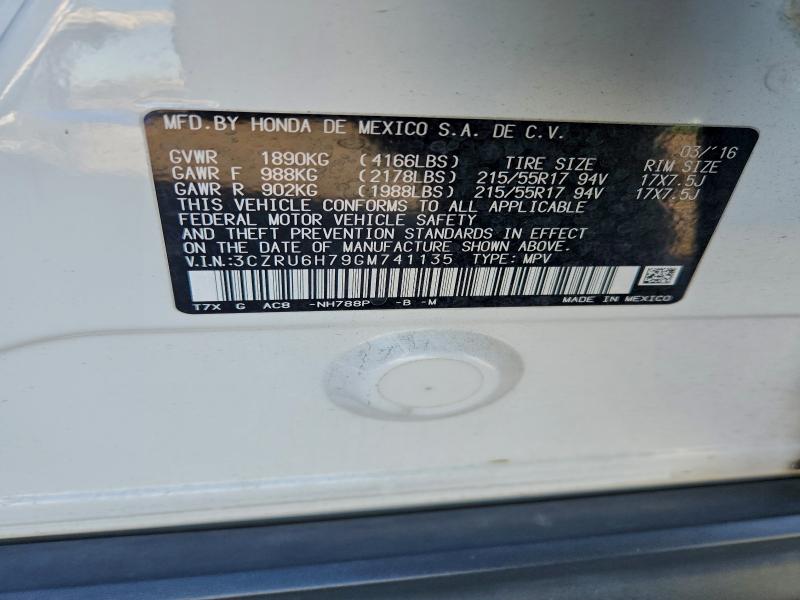 MFD.BY HONDA DE MEXICO S.A. DE C.V.
03/'16
GVWR 1890KG (4166LBS) TIRE SIZE RIM SIZE
GAWR F 988KG (2178LBS) 215/55R17 94V 17X7.5J
GAWR R 902KG (1988LBS) 215/55R17 94V 17X7.5J
THIS VEHICLE CONFORMS TO ALL APPLICABLE
FEDERAL MOTOR VEHICLE SAFETY
AND THEFT PREVENTION STANDARDS IN EFFECT
ON THE DATE OF MANUFACTURE SHOWN ABOVE.
V.I.N.:3CZRU6H79GM741135 TYPE: MPV
T7X G AC8 -NH788P -B -M MADE IN MEXICO